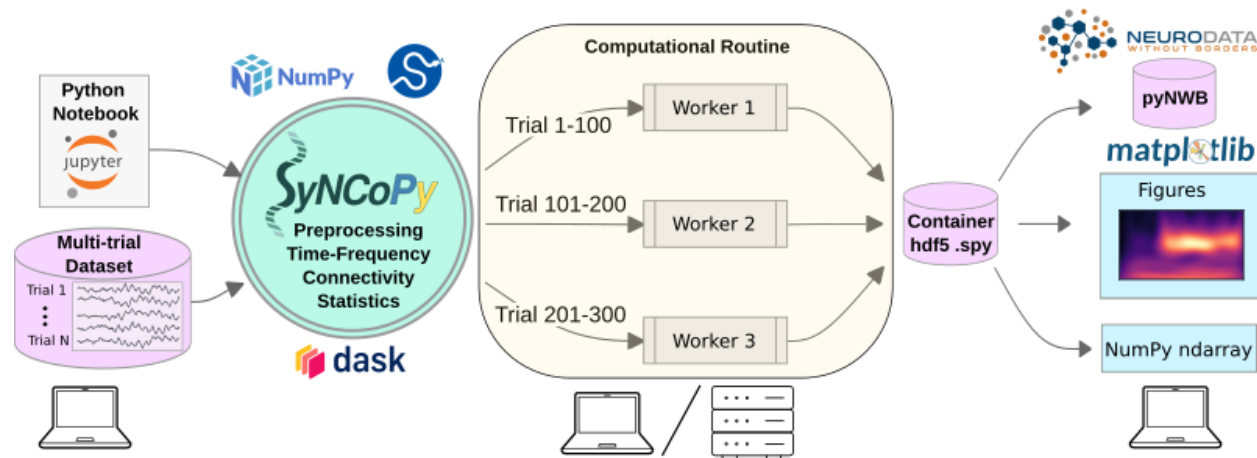 Python
Notebook
jupyter
Multi-trial
Dataset
Trial 1
Trial N
NumPy
SyNCoPy
Preprocessing
Time-Frequency
Connectivity
Statistics
dask
Computational Routine
Trial 1-100
Worker 1
Trial 101-200
Worker 2
Trial 201-300
Worker 3
Container
hdf5 .spy
NEURODATA
WITHOUT BORDERS
pyNWB
matplotlib
Figures
NumPy ndarray